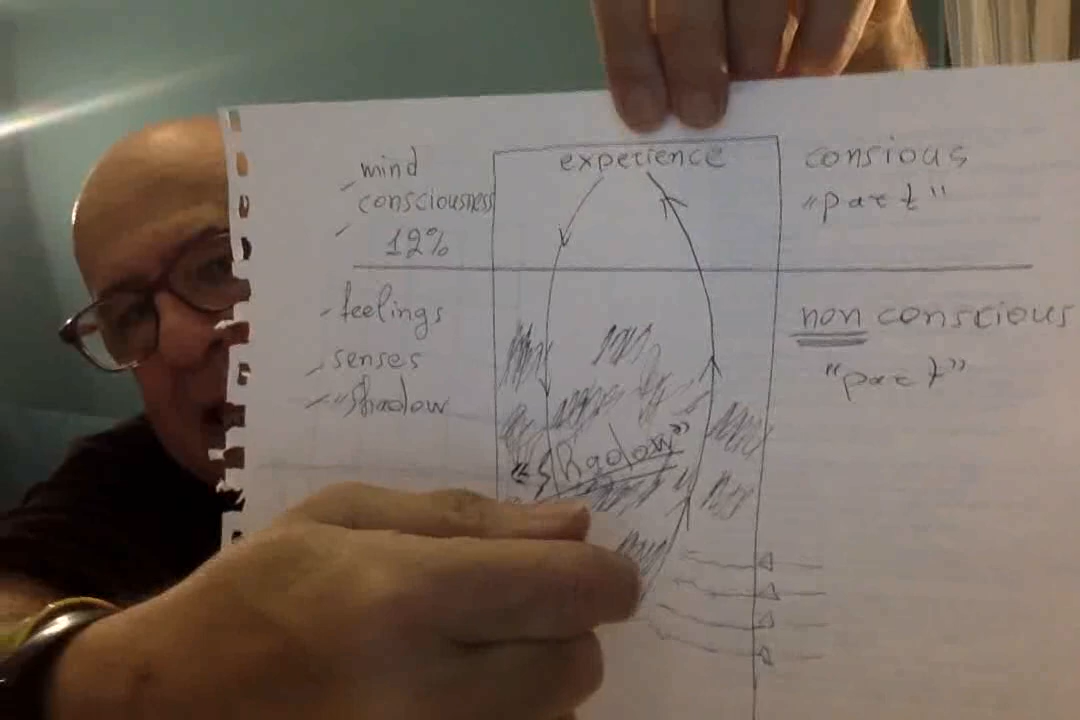 mind
consciousness
12%
experience
consious
"part"
- feelings
- senses
- "Shadow
"Shadow"
non conscious
"part"